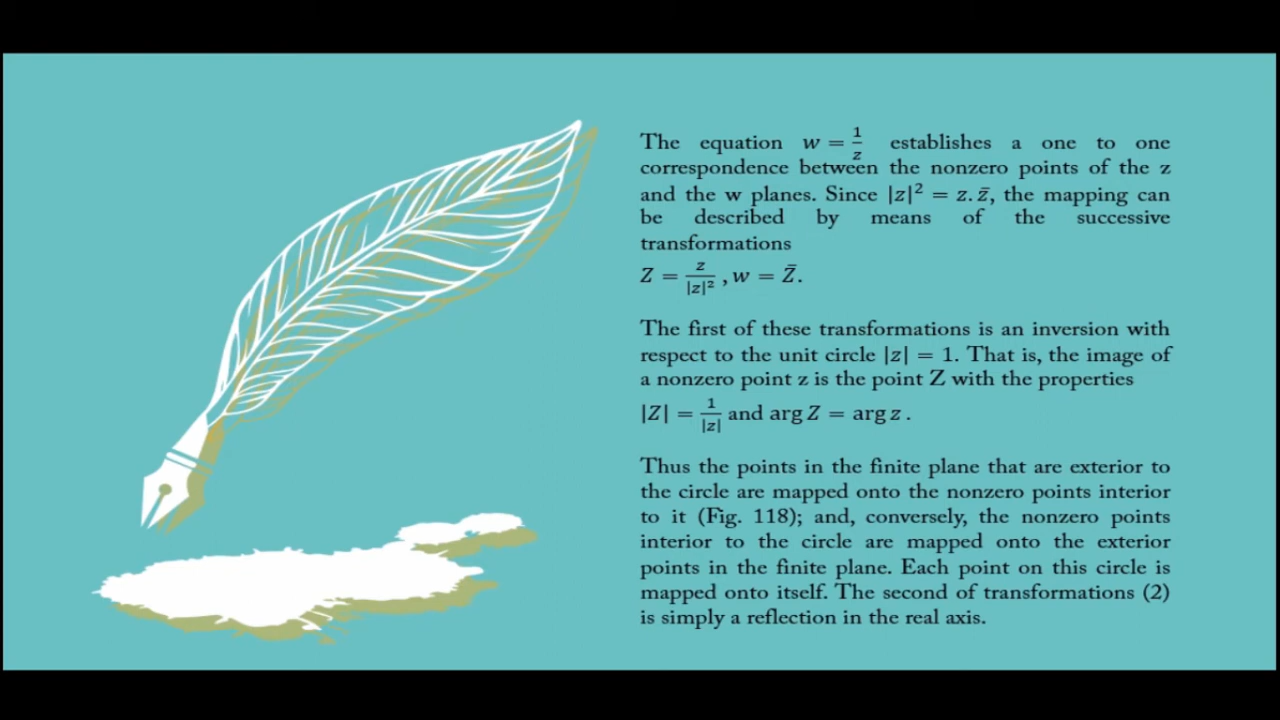 The equation w = 1/z establishes a one to one
correspondence between the nonzero points of the z
and the w planes. Since |z|² = z. z̄, the mapping can
be described by means of the successive
transformations
Z = z/|z|² , w = Z̄.
The first of these transformations is an inversion with
respect to the unit circle |z| = 1. That is, the image of
a nonzero point z is the point Z with the properties
|Z| = 1/|z| and arg Z = arg z .
Thus the points in the finite plane that are exterior to
the circle are mapped onto the nonzero points interior
to it (Fig. 118); and, conversely, the nonzero points
interior to the circle are mapped onto the exterior
points in the finite plane. Each point on this circle is
mapped onto itself. The second of transformations (2)
is simply a reflection in the real axis.